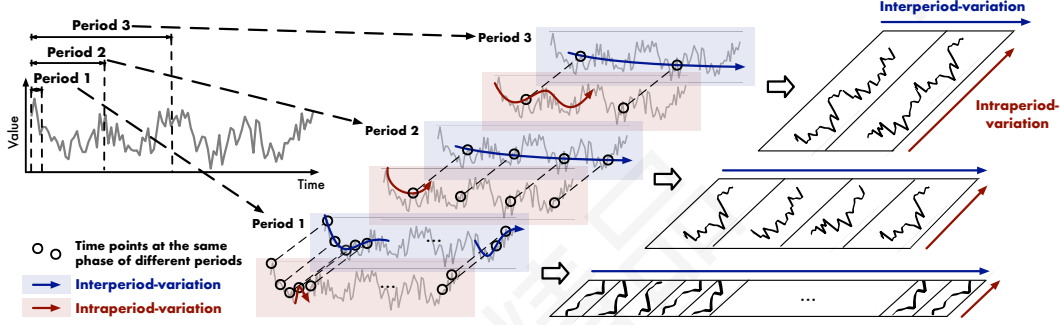 Interperiod-variation
Period 3
Period 3
Period 2
Period 1
Value
Intraperiod-
variation
Period 2
Time
Period 1
...
Time points at the same
phase of different periods
Interperiod-variation
...
...
Intraperiod-variation